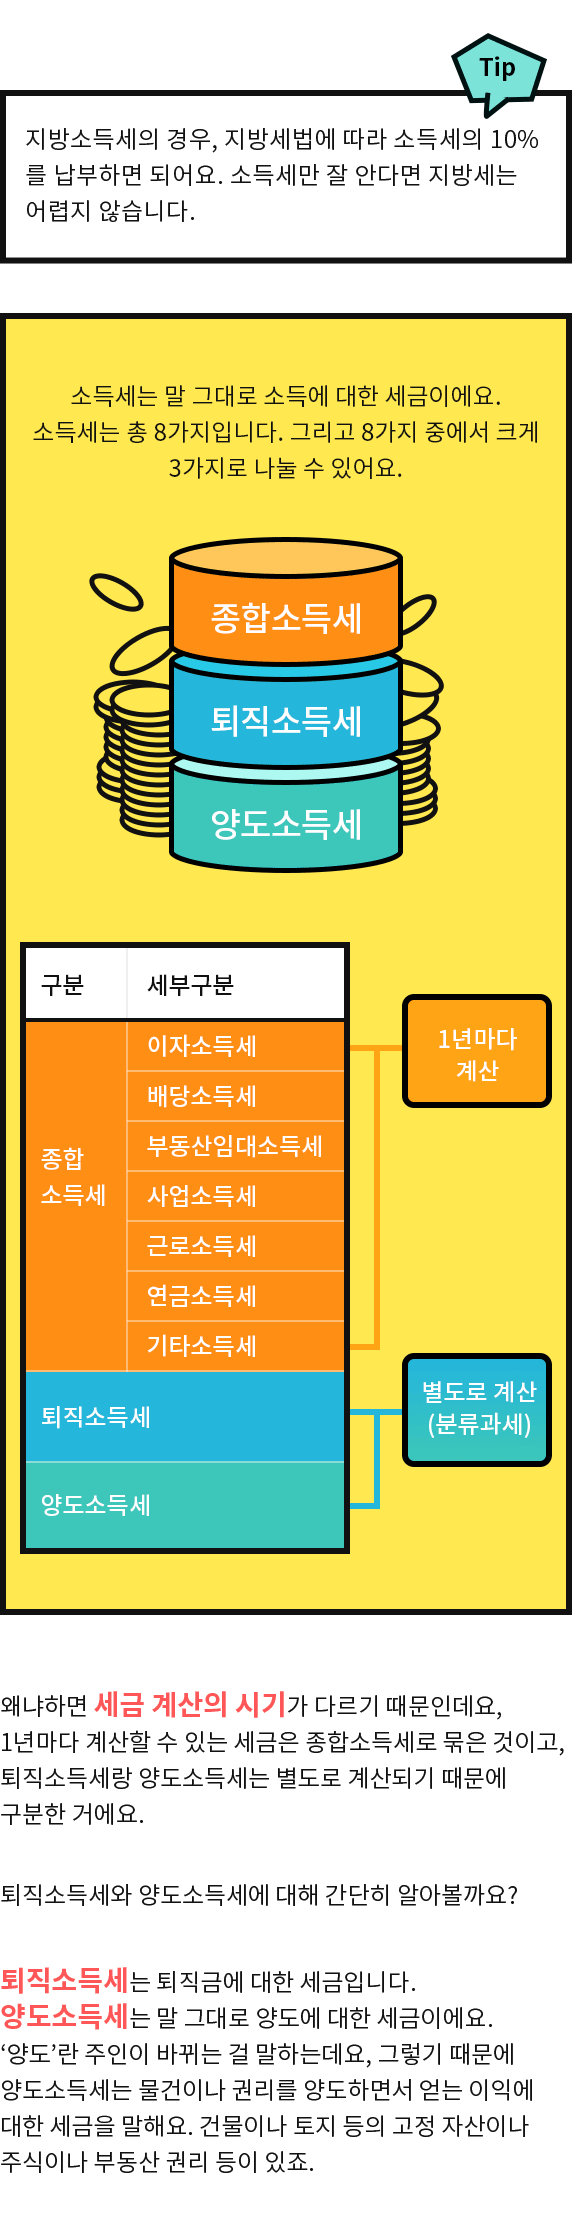 Tip
지방소득세의 경우, 지방세법에 따라 소득세의 10%
를 납부하면 되어요. 소득세만 잘 안다면 지방세는
어렵지 않습니다.
소득세는 말 그대로 소득에 대한 세금이에요.
소득세는 총 8가지입니다. 그리고 8가지 중에서 크게
3가지로 나눌 수 있어요.
종합소득세
퇴직소득세
양도소득세
구분
세부구분
종합
소득세
이자소득세
배당소득세
부동산임대소득세
사업소득세
근로소득세
연금소득세
기타소득세
1년마다
계산
퇴직소득세
양도소득세
별도로 계산
(분류과세)
왜냐하면 세금 계산의 시기가 다르기 때문인데요,
1년마다 계산할 수 있는 세금은 종합소득세로 묶은 것이고,
퇴직소득세랑 양도소득세는 별도로 계산되기 때문에
구분한 거에요.
퇴직소득세와 양도소득세에 대해 간단히 알아볼까요?
퇴직소득세는 퇴직금에 대한 세금입니다.
양도소득세는 말 그대로 양도에 대한 세금이에요.
‘양도’란 주인이 바뀌는 걸 말하는데요, 그렇기 때문에
양도소득세는 물건이나 권리를 양도하면서 얻는 이익에
대한 세금을 말해요. 건물이나 토지 등의 고정 자산이나
주식이나 부동산 권리 등이 있죠.